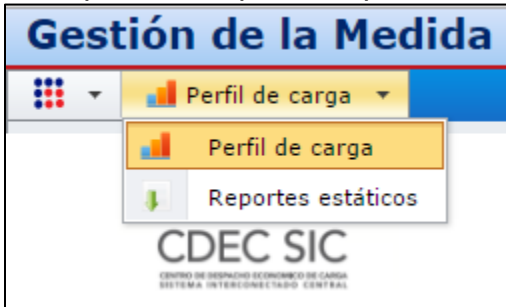 Gestión de la Medida
Perfil de carga
Perfil de carga
Reportes estáticos
CDEC SIC
CENTRO DE DESPACHO ECONOMICO DE CARGA
SISTEMA INTERCONECTADO CENTRAL